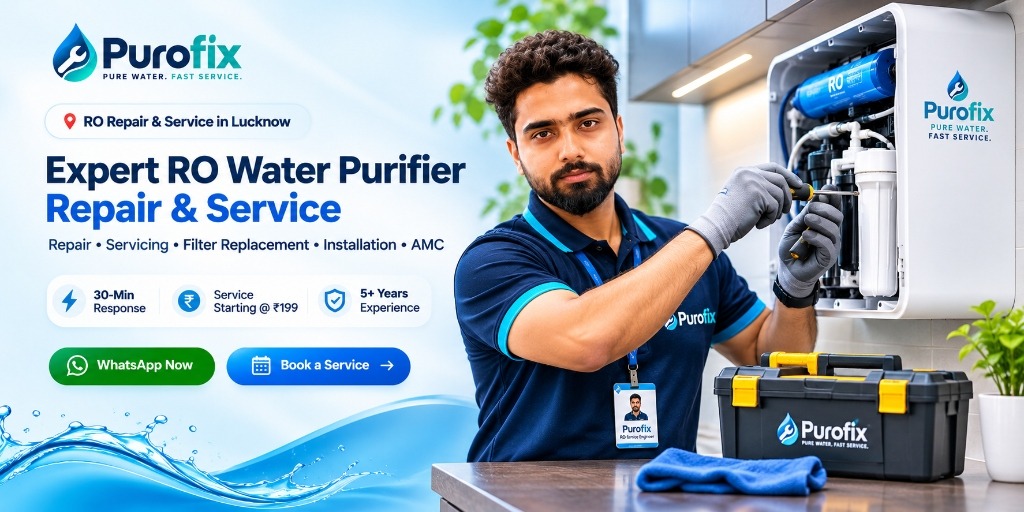 Purofix
PURE WATER. FAST SERVICE.
RO Repair & Service in Lucknow
Expert RO Water Purifier
Repair & Service
Repair • Servicing • Filter Replacement • Installation • AMC
30-Min
Response
Service
Starting @ ₹199
5+ Years
Experience
WhatsApp Now
Book a Service →
RO
Purofix
PURE WATER.
FAST SERVICE.
Purofix
Purofix
RO Service Engineer
Purofix
PURE WATER. FAST SERVICE.